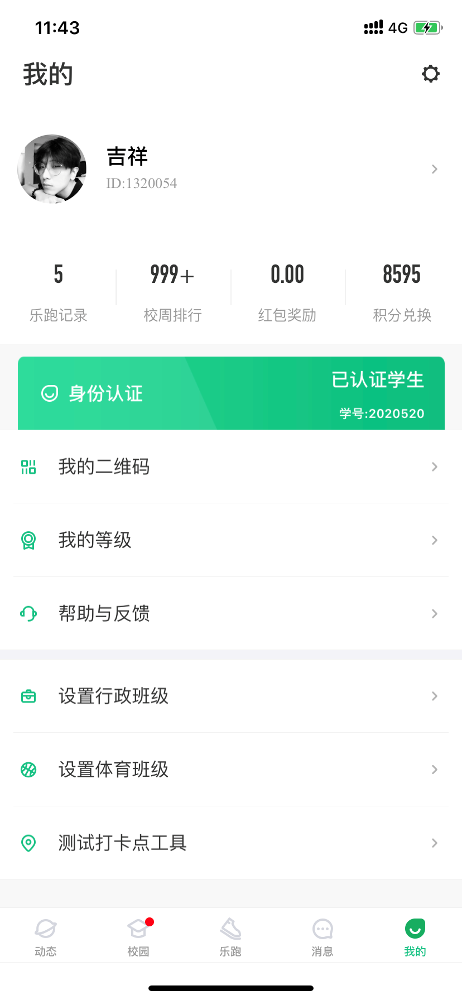 11:43 4G
我的
吉祥
ID:1320054
5 999+ 0.00 8595
乐跑记录 校周排行 红包奖励 积分兑换
身份认证
已认证学生
学号:2020520
我的二维码
我的等级
帮助与反馈
设置行政班级
设置体育班级
测试打卡点工具
动态 校园 乐跑 消息 我的